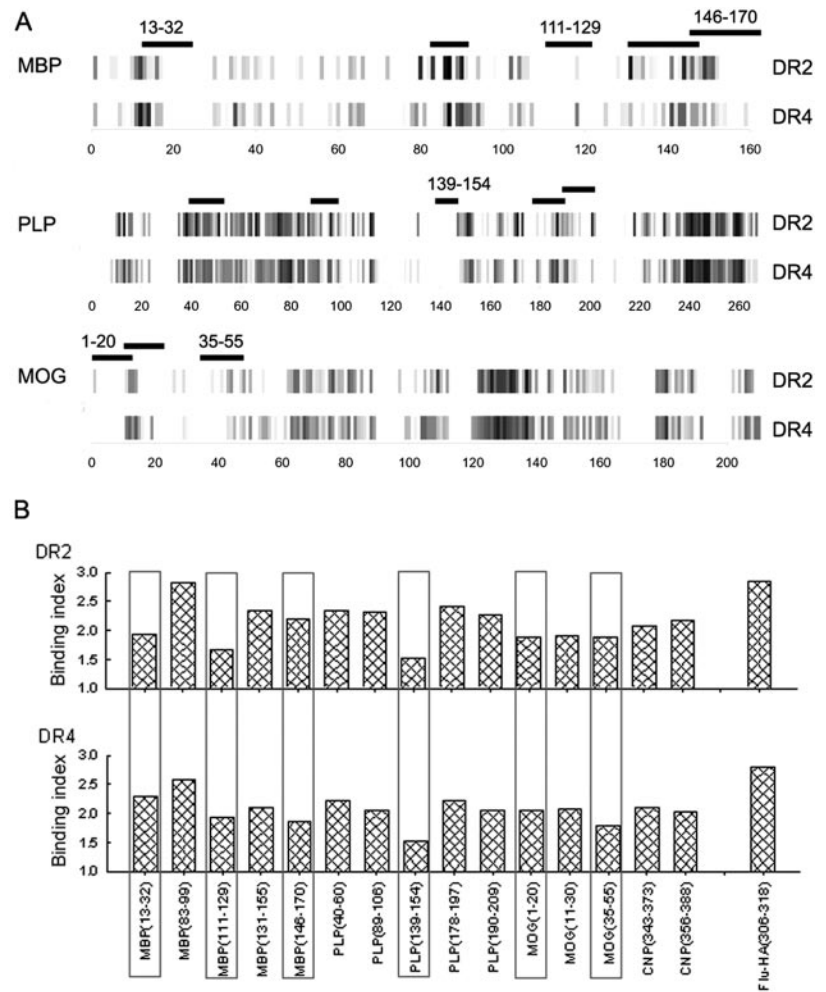 A
13-32
111-129
146-170
MBP
DR2
DR4
0 20 40 60 80 100 120 140 160
139-154
PLP
DR2
DR4
0 20 40 60 80 100 120 140 160 180 200 220 240 260
1-20
35-55
MOG
DR2
DR4
0 20 40 60 80 100 120 140 160 180 200
B
DR2
Binding index
3.0
2.5
2.0
1.5
1.0
DR4
Binding index
3.0
2.5
2.0
1.5
1.0
MBP(13-32)
MBP(83-99)
MBP(111-129)
MBP(131-155)
MBP(146-170)
PLP(40-60)
PLP(89-106)
PLP(139-154)
PLP(178-197)
PLP(190-209)
MOG(1-20)
MOG(11-30)
MOG(35-55)
CNP(343-373)
CNP(356-388)
Flu-HA(306-318)